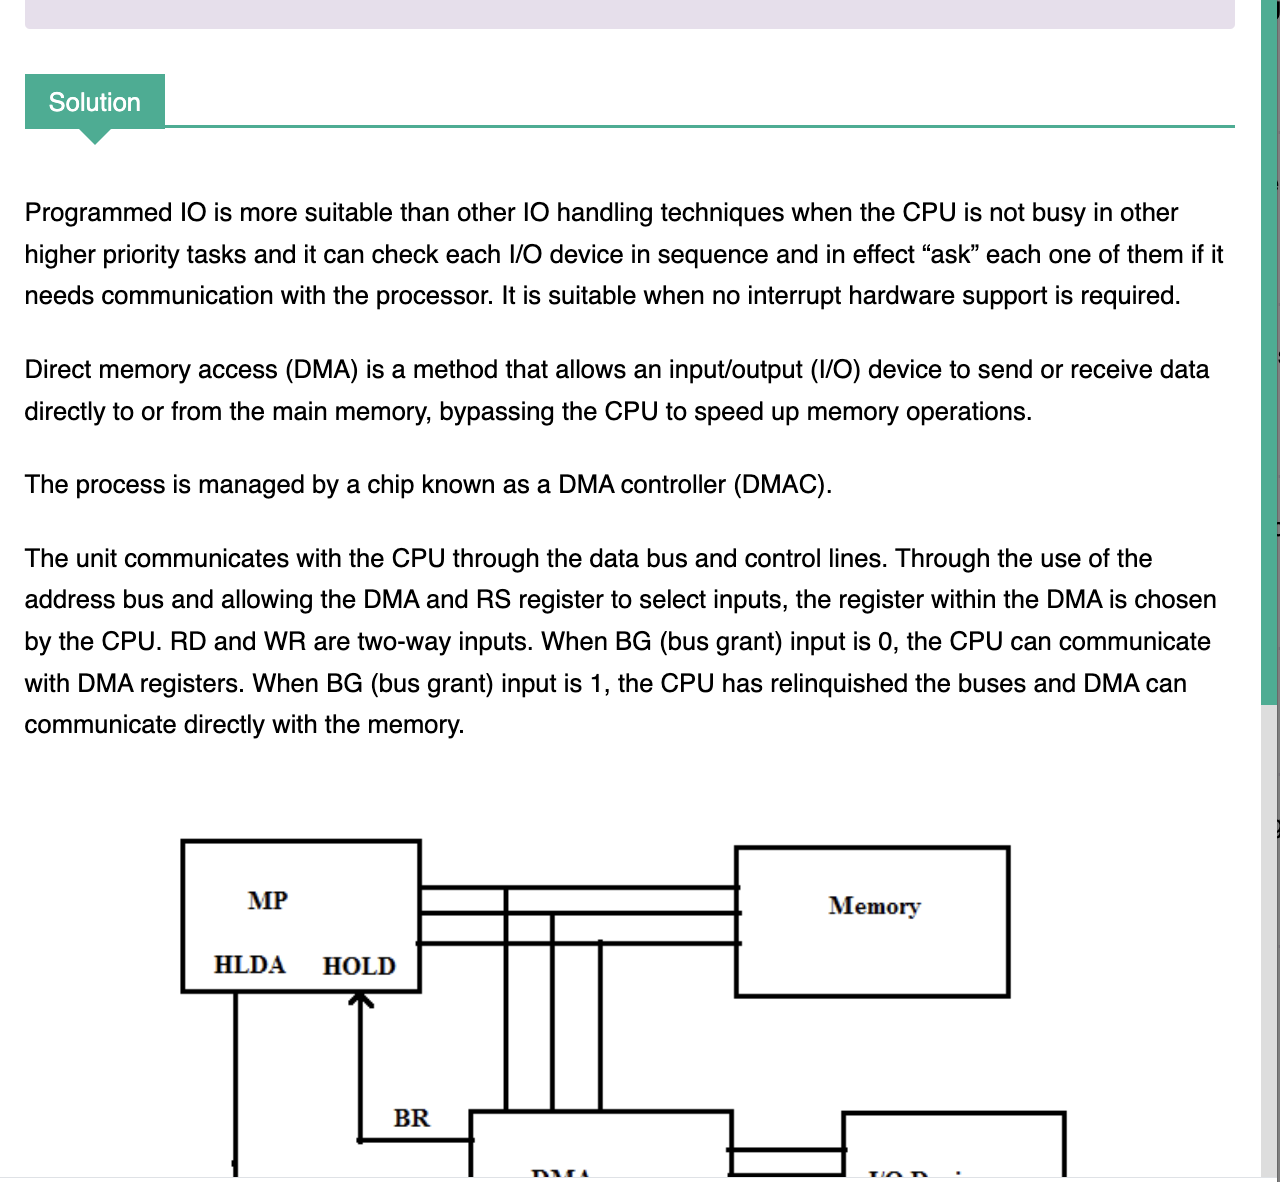 Solution
Programmed IO is more suitable than other IO handling techniques when the CPU is not busy in other
higher priority tasks and it can check each I/O device in sequence and in effect “ask” each one of them if it
needs communication with the processor. It is suitable when no interrupt hardware support is required.
Direct memory access (DMA) is a method that allows an input/output (I/O) device to send or receive data
directly to or from the main memory, bypassing the CPU to speed up memory operations.
The process is managed by a chip known as a DMA controller (DMAC).
The unit communicates with the CPU through the data bus and control lines. Through the use of the
address bus and allowing the DMA and RS register to select inputs, the register within the DMA is chosen
by the CPU. RD and WR are two-way inputs. When BG (bus grant) input is 0, the CPU can communicate
with DMA registers. When BG (bus grant) input is 1, the CPU has relinquished the buses and DMA can
communicate directly with the memory.
MP
Memory
HLDA HOLD
BR
DMA